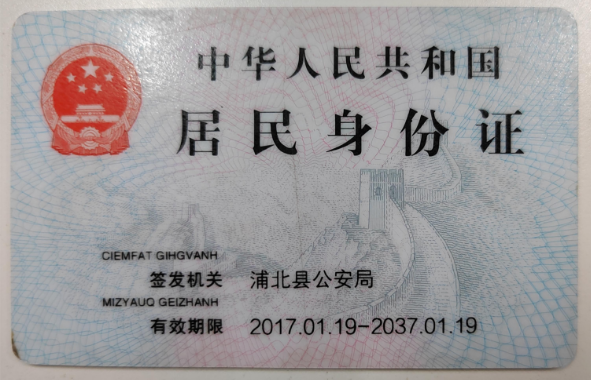 中华人民共和国
居民身份证
CIEMFAT GIHGVANH
签发机关 浦北县公安局
MIZYAUQ GEIZHANH
有效期限 2017.01.19-2037.01.19